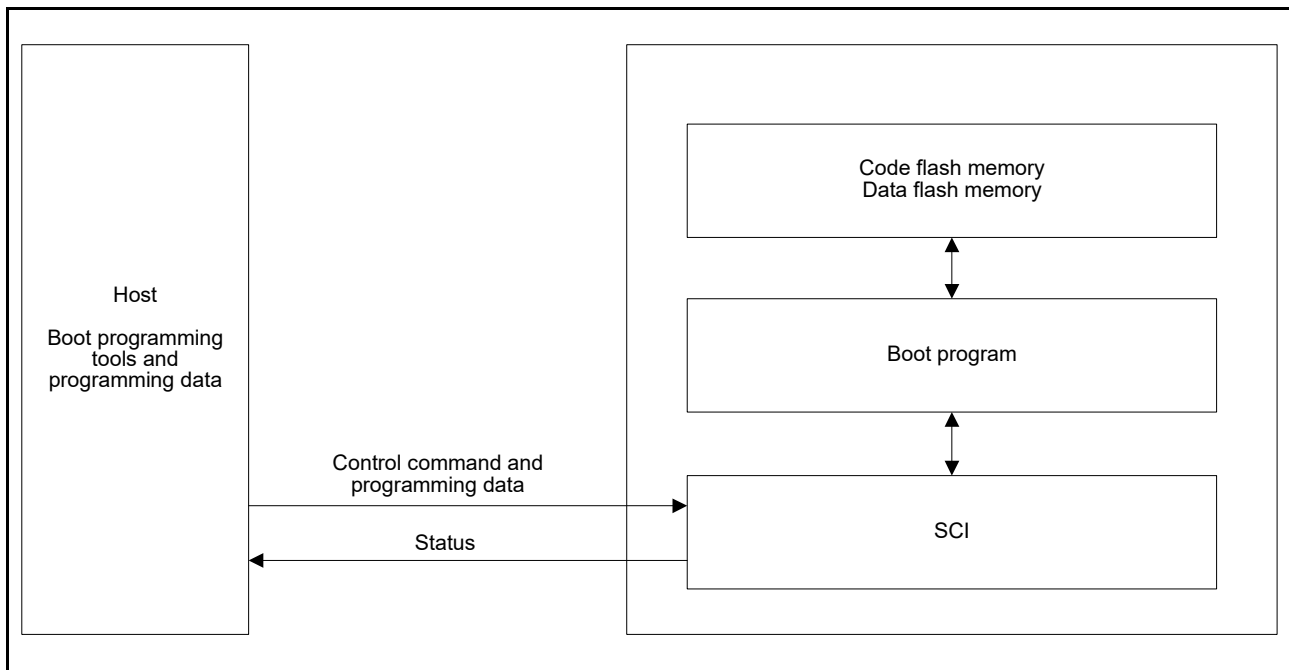 Host
Boot programming
tools and
programming data
Control command and
programming data
Status
Code flash memory
Data flash memory
Boot program
SCI